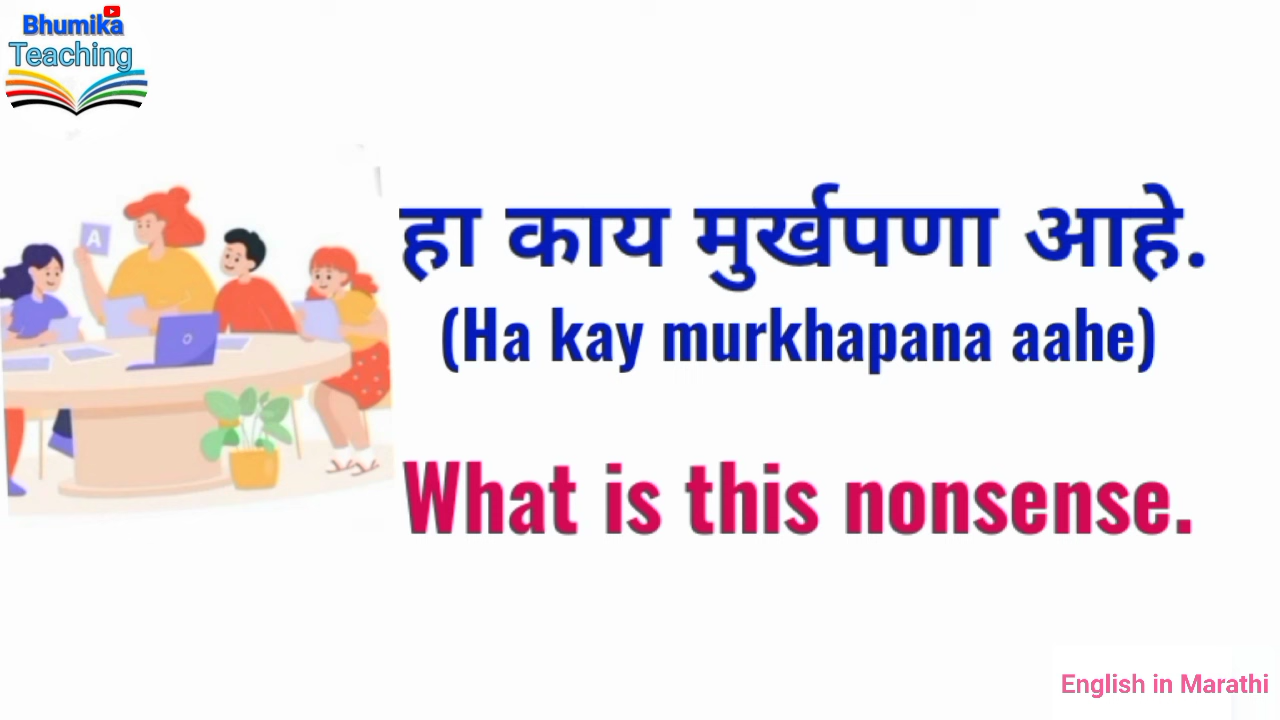 Bhumika
Teaching
A
हा काय मुर्खपणा आहे.
(Ha kay murkhapana aahe)
What is this nonsense.
English in Marathi